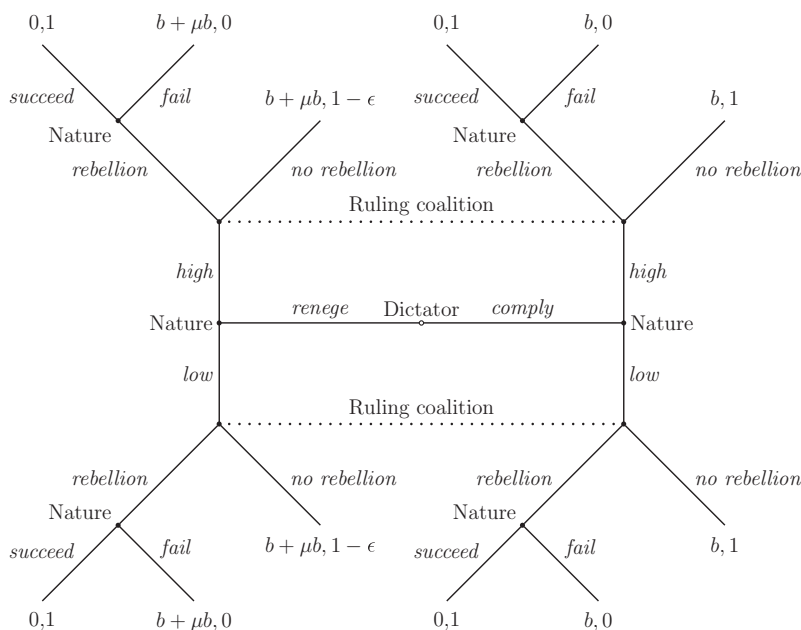 0,1 b + μb, 0 0,1 b, 0
succeed fail b + μb, 1 − ϵ succeed fail b, 1
Nature Nature
rebellion no rebellion rebellion no rebellion
Ruling coalition
high high
renege Dictator comply
Nature Nature
low low
Ruling coalition
rebellion no rebellion rebellion no rebellion
Nature Nature
succeed fail b + μb, 1 − ϵ succeed fail b, 1
0,1 b + μb, 0 0,1 b, 0